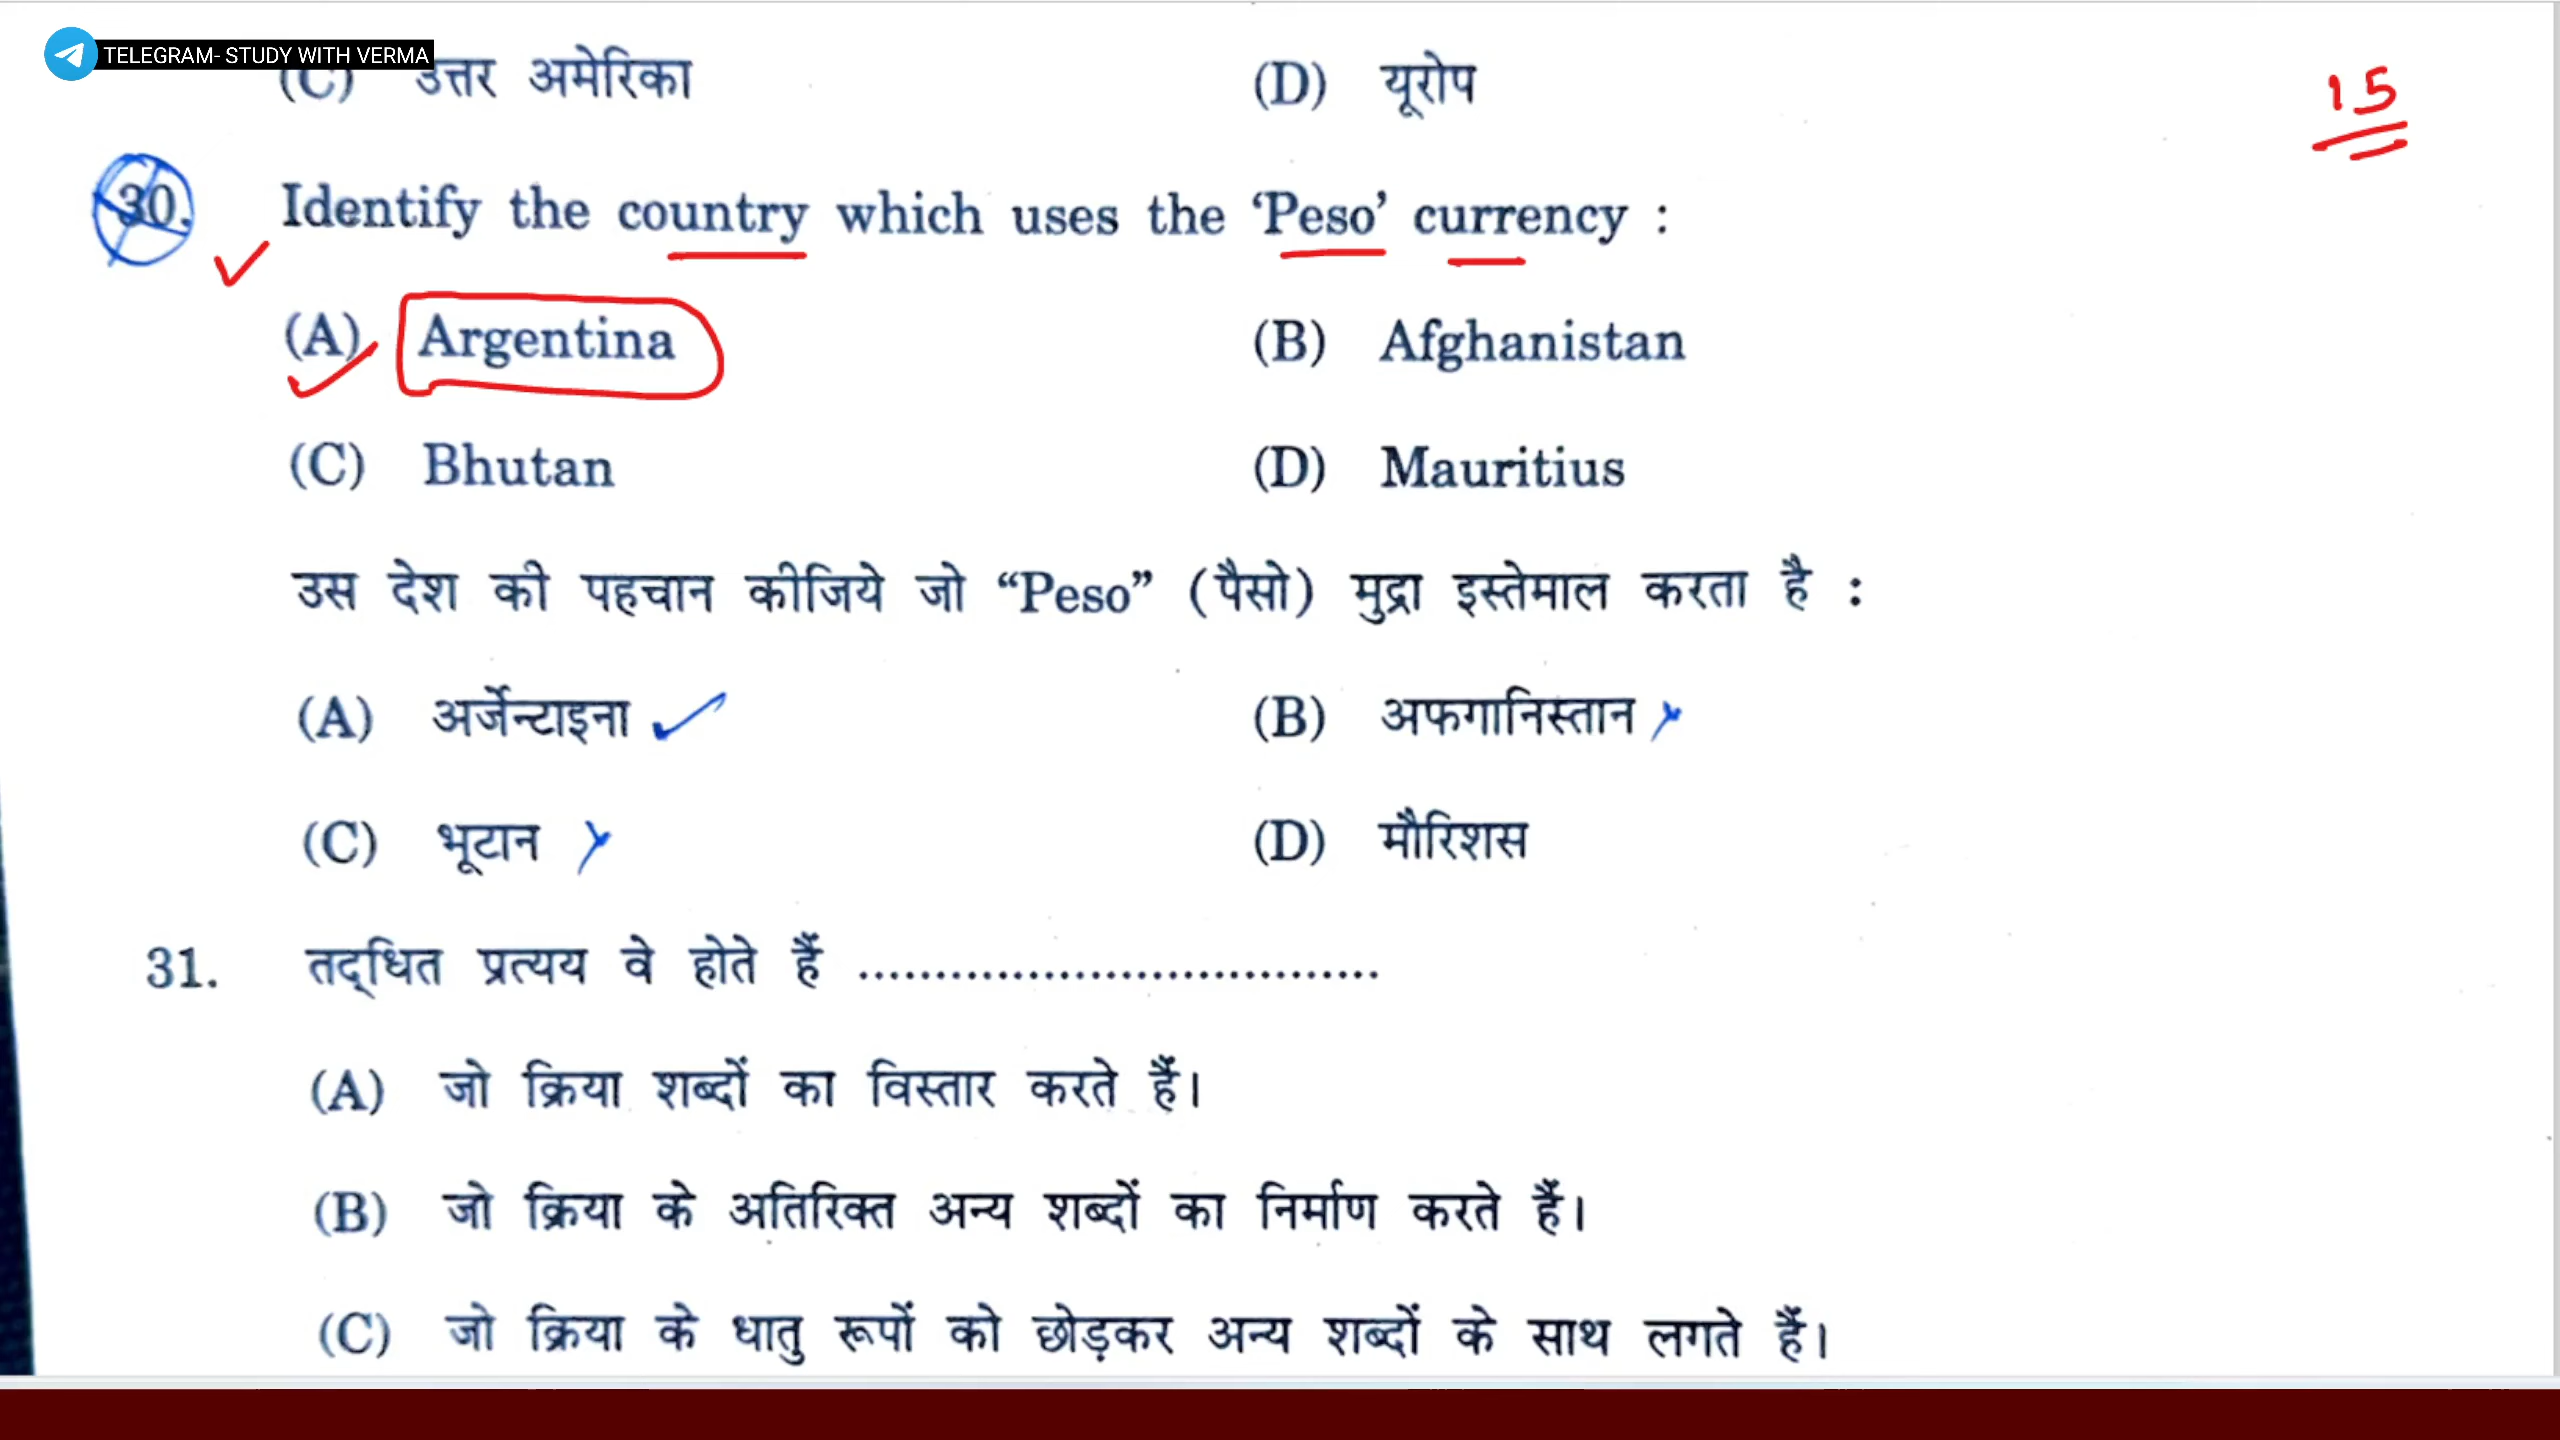 TELEGRAM- STUDY WITH VERMA
(C) उत्तर अमेरिका (D) यूरोप
15
30. Identify the country which uses the ‘Peso’ currency :
(A) Argentina (B) Afghanistan
(C) Bhutan (D) Mauritius
उस देश की पहचान कीजिये जो “Peso” (पैसो) मुद्रा इस्तेमाल करता है :
(A) अर्जेन्टाइना (B) अफगानिस्तान
(C) भूटान (D) मौरिशस
31. तद्‌धित प्रत्यय वे होते हैं ..................................
(A) जो क्रिया शब्दों का विस्तार करते हैं।
(B) जो क्रिया के अतिरिक्त अन्य शब्दों का निर्माण करते हैं।
(C) जो क्रिया के धातु रूपों को छोड़कर अन्य शब्दों के साथ लगते हैं।